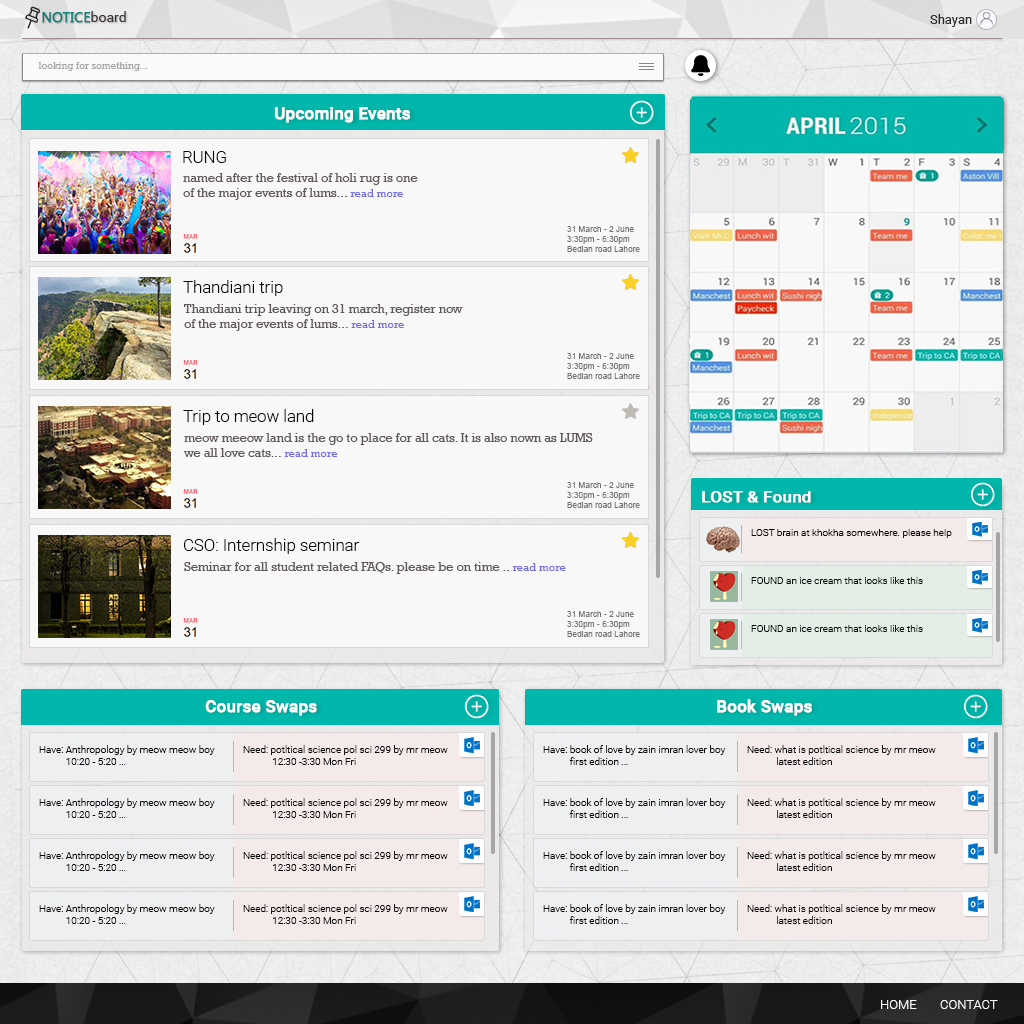 NOTICEboard
Shayan
looking for something...
Upcoming Events
RUNG
named after the festival of holi rug is one
of the major events of lums... read more
MAR
31
31 March - 2 June
3:30pm - 6:30pm
Bedian road Lahore
Thandiani trip
Thandiani trip leaving on 31 march, register now
of the major events of lums... read more
MAR
31
31 March - 2 June
3:30pm - 6:30pm
Bedian road Lahore
Trip to meow land
meow meeow land is the go to place for all cats. It is also nown as LUMS
we all love cats... read more
MAR
31
31 March - 2 June
3:30pm - 6:30pm
Bedian road Lahore
CSO: Internship seminar
Seminar for all student related FAQs. please be on time .. read more
MAR
31
31 March - 2 June
3:30pm - 6:30pm
Bedian road Lahore
APRIL 2015
S 29 M 30 T 31 W 1 T 2 F 3 S 4
Team me 1 Aston Vill
5 6 7 8 9 10 11
Visit Mr.C Lunch wit Team me Color me
12 13 14 15 16 17 18
Manchest Lunch wit Sushi nigh 2 Manchest
Paycheck Team me
19 20 21 22 23 24 25
1 Lunch wit Team me Trip to CA Trip to CA
Manchest
26 27 28 29 30 1 2
Trip to CA Trip to CA Trip to CA Indepence
Manchest Sushi nigh
LOST & Found
LOST brain at khokha somewhere. please help
FOUND an ice cream that looks like this
FOUND an ice cream that looks like this
Course Swaps
Have: Anthropology by meow meow boy
10:20 - 5:20 ...
Need: potltical science pol sci 299 by mr meow
12:30 -3:30 Mon Fri
Have: Anthropology by meow meow boy
10:20 - 5:20 ...
Need: potltical science pol sci 299 by mr meow
12:30 -3:30 Mon Fri
Have: Anthropology by meow meow boy
10:20 - 5:20 ...
Need: potltical science pol sci 299 by mr meow
12:30 -3:30 Mon Fri
Have: Anthropology by meow meow boy
10:20 - 5:20 ...
Need: potltical science pol sci 299 by mr meow
12:30 -3:30 Mon Fri
Book Swaps
Have: book of love by zain imran lover boy
first edition ...
Need: what is potltical science by mr meow
latest edition
Have: book of love by zain imran lover boy
first edition ...
Need: what is potltical science by mr meow
latest edition
Have: book of love by zain imran lover boy
first edition ...
Need: what is potltical science by mr meow
latest edition
Have: book of love by zain imran lover boy
first edition ...
Need: what is potltical science by mr meow
latest edition
HOME CONTACT